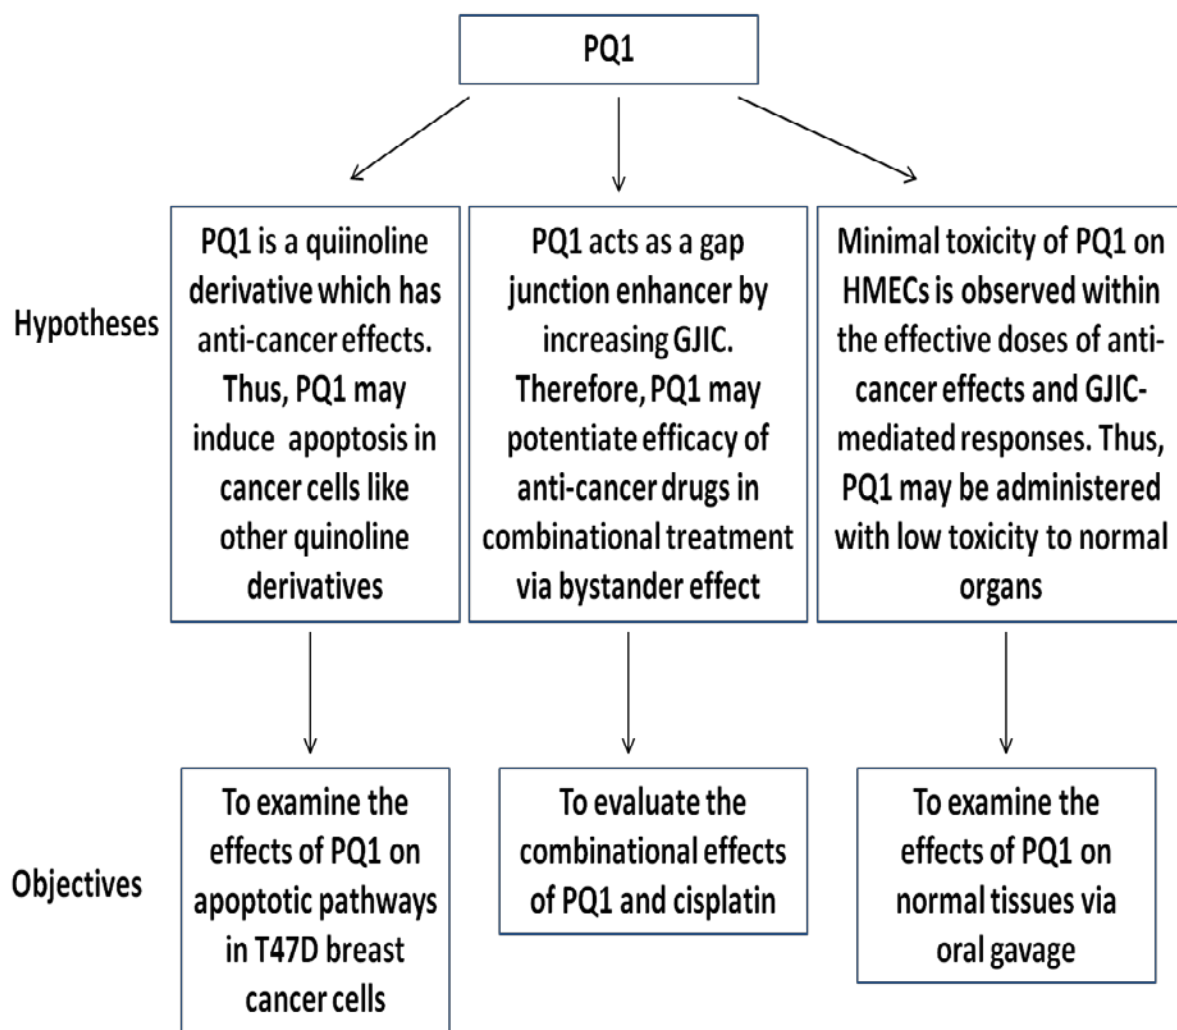 PQ1
Hypotheses
PQ1 is a quiinoline
derivative which has
anti-cancer effects.
Thus, PQ1 may
induce apoptosis in
cancer cells like
other quinoline
derivatives
PQ1 acts as a gap
junction enhancer by
increasing GJIC.
Therefore, PQ1 may
potentiate efficacy of
anti-cancer drugs in
combinational treatment
via bystander effect
Minimal toxicity of PQ1 on
HMECs is observed within
the effective doses of anti-
cancer effects and GJIC-
mediated responses. Thus,
PQ1 may be administered
with low toxicity to normal
organs
Objectives
To examine the
effects of PQ1 on
apoptotic pathways
in T47D breast
cancer cells
To evaluate the
combinational effects
of PQ1 and cisplatin
To examine the
effects of PQ1 on
normal tissues via
oral gavage